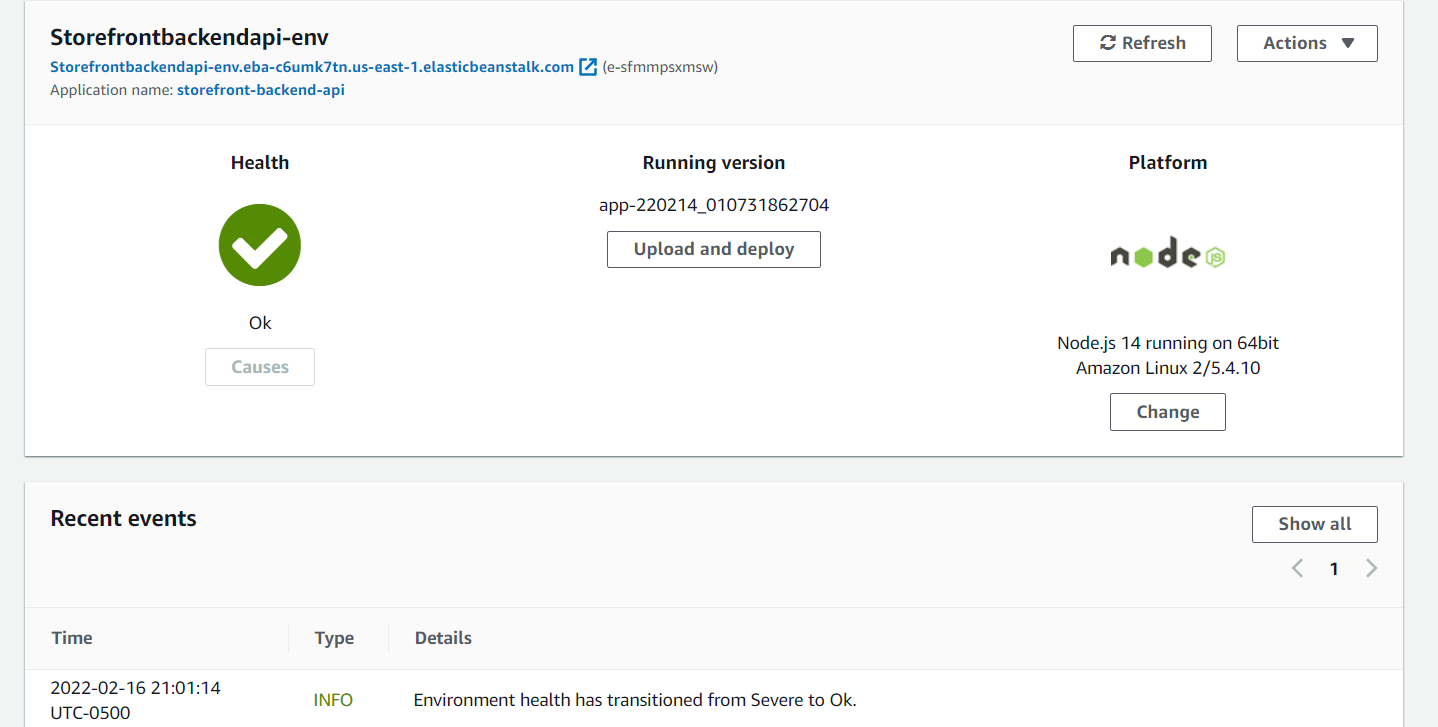 Storefrontbackendapi-env
Refresh
Actions
Storefrontbackendapi-env.eba-c6umk7tn.us-east-1.elasticbeanstalk.com (e-sfmmpsxmsw)
Application name: storefront-backend-api
Health
Running version
Platform
app-220214_010731862704
Upload and deploy
node JS
Ok
Causes
Node.js 14 running on 64bit
Amazon Linux 2/5.4.10
Change
Recent events
Show all
1
Time
Type
Details
2022-02-16 21:01:14
UTC-0500
INFO
Environment health has transitioned from Severe to Ok.